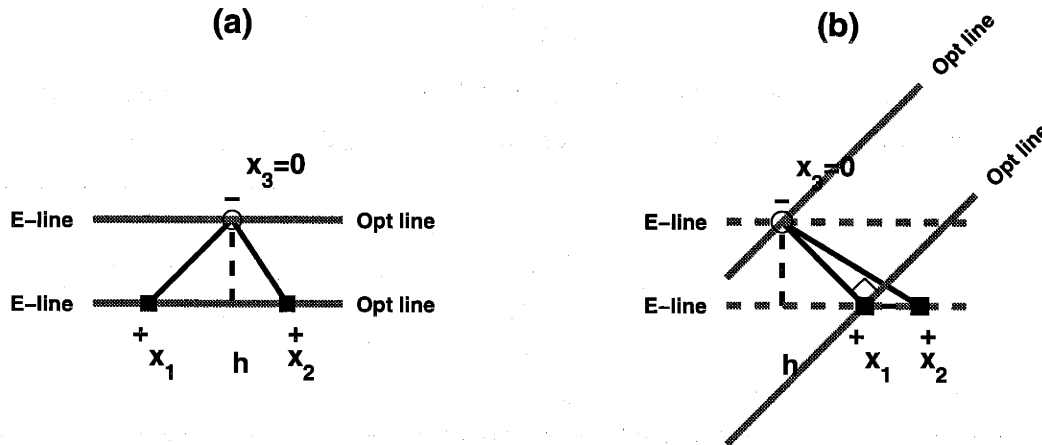 (a)
x3=0
−
E-line
Opt line
E-line
Opt line
+
+
x1
h
x2
(b)
Opt line
Opt line
x3=0
−
E-line
E-line
+
+
h
x1
x2